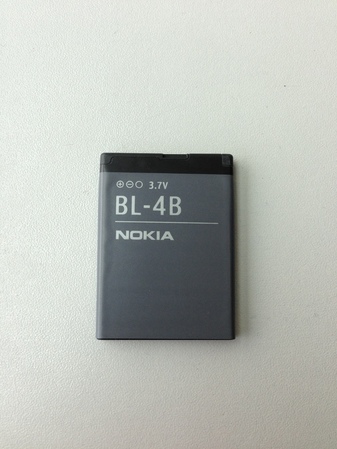 ⊕⊖○ 3.7V
BL-4B
NOKIA